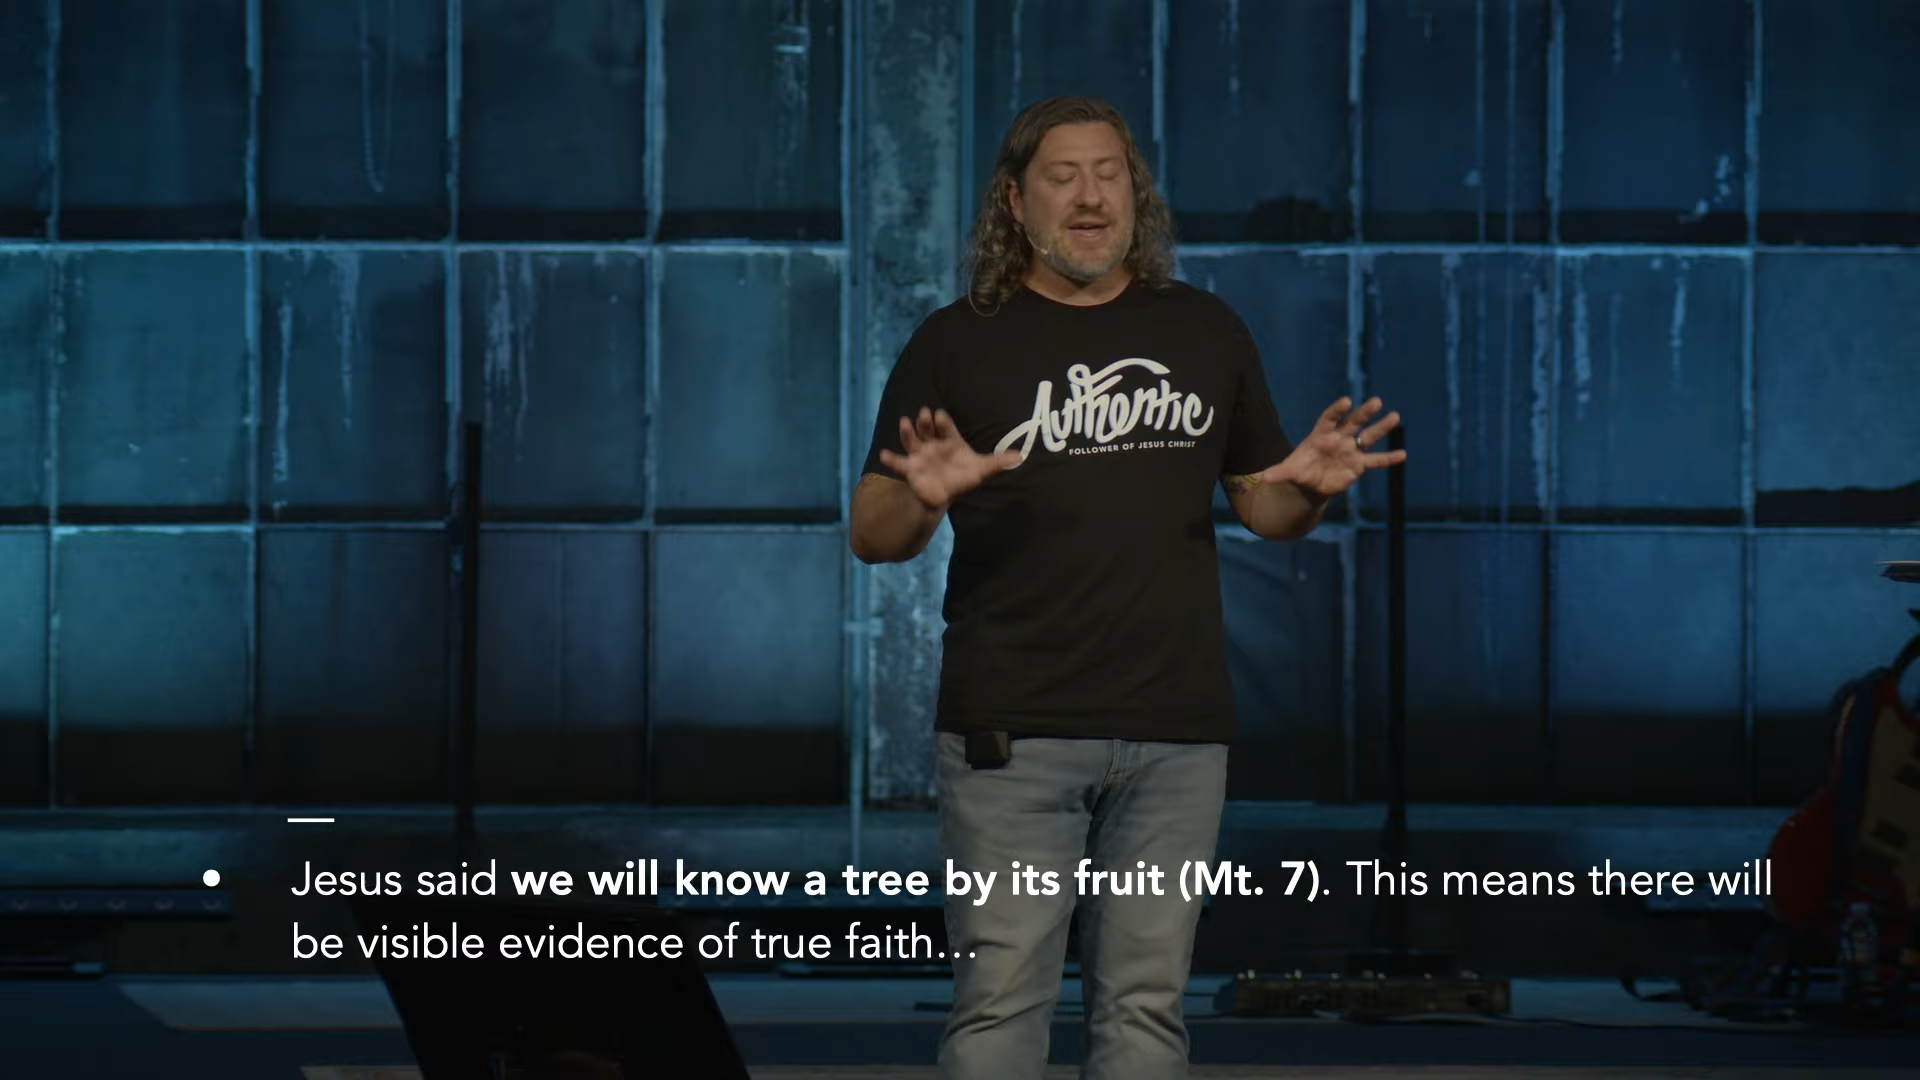 Authentic
FOLLOWER OF JESUS CHRIST
• Jesus said we will know a tree by its fruit (Mt. 7). This means there will
be visible evidence of true faith…